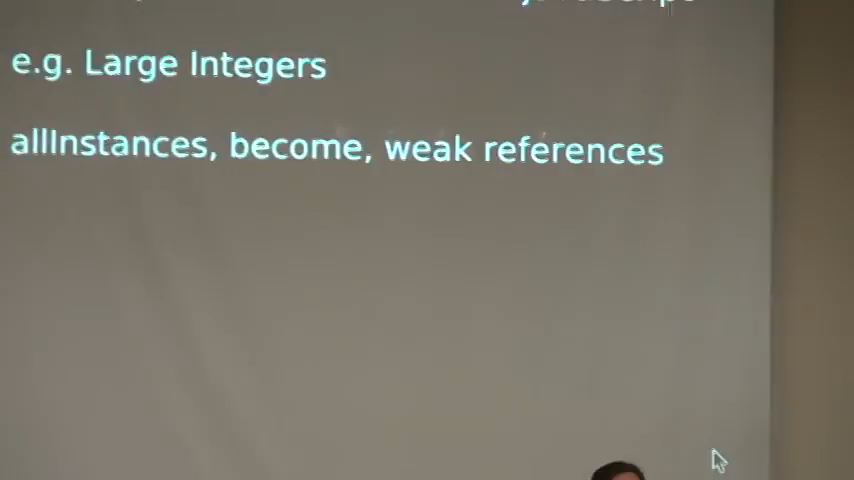 e.g. Large Integers
allInstances, become, weak references